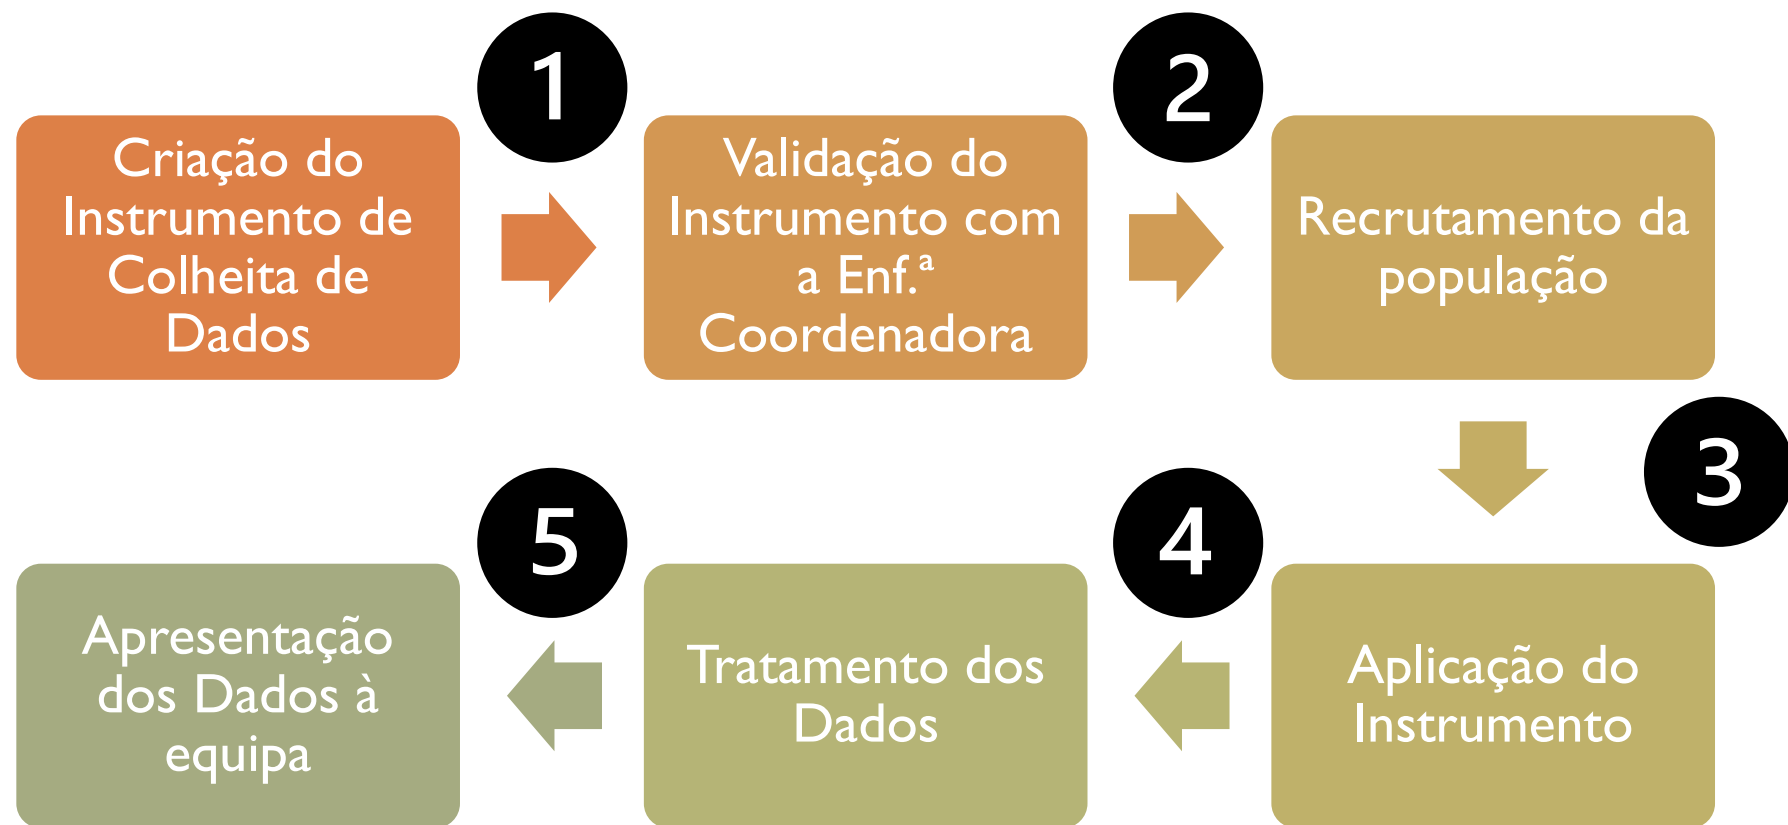 1
2
Criação do
Instrumento de
Colheita de
Dados
Validação do
Instrumento com
a Enf.ª
Coordenadora
Recrutamento da
população
3
4
5
Aplicação do
Instrumento
Tratamento dos
Dados
Apresentação
dos Dados à
equipa